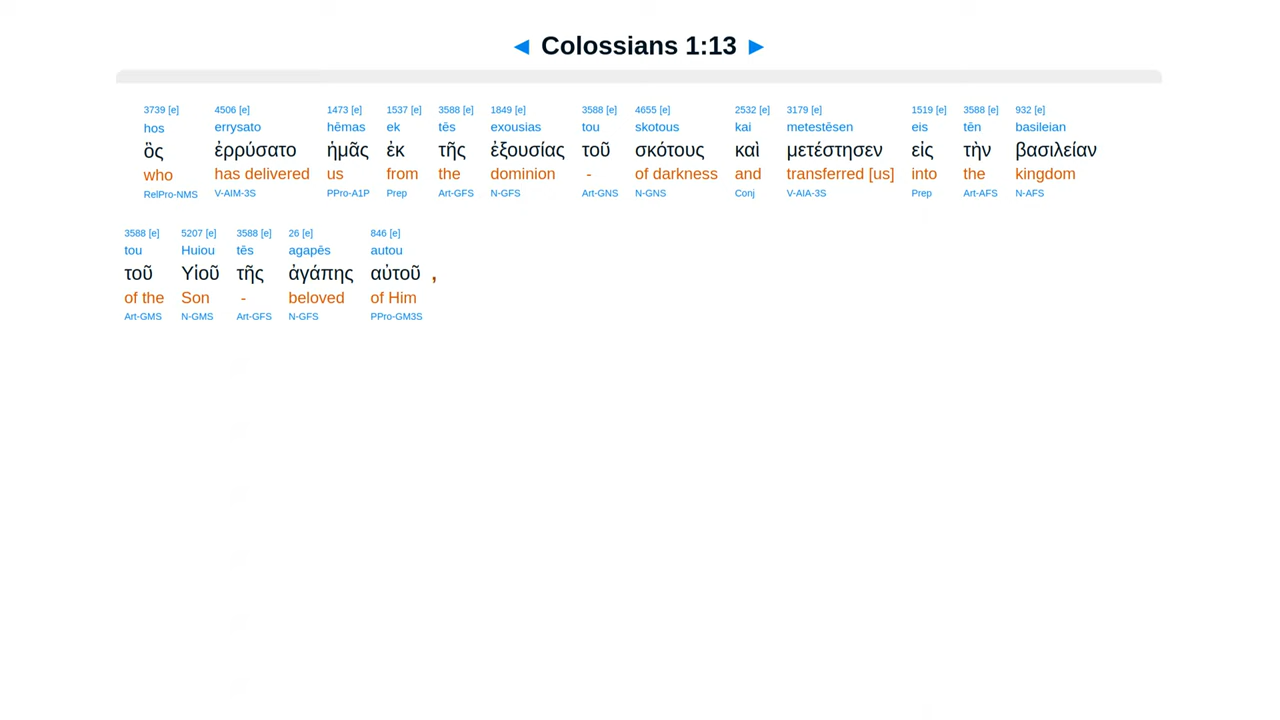 ◄ Colossians 1:13 ►
3739 [e] 4506 [e] 1473 [e] 1537 [e] 3588 [e] 1849 [e] 3588 [e] 4655 [e] 2532 [e] 3179 [e] 1519 [e] 3588 [e] 932 [e]
hos errysato hēmas ek tēs exousias tou skotous kai metestēsen eis tēn basileian
ὃς ἐρρύσατο ἡμᾶς ἐκ τῆς ἐξουσίας τοῦ σκότους καὶ μετέστησεν εἰς τὴν βασιλείαν
who has delivered us from the dominion - of darkness and transferred [us] into the kingdom
RelPro-NMS V-AIM-3S PPro-A1P Prep Art-GFS N-GFS Art-GNS N-GNS Conj V-AIA-3S Prep Art-AFS N-AFS
3588 [e] 5207 [e] 3588 [e] 26 [e] 846 [e]
tou Huiou tēs agapēs autou
τοῦ Υἱοῦ τῆς ἀγάπης αὐτοῦ ,
of the Son - beloved of Him
Art-GMS N-GMS Art-GFS N-GFS PPro-GM3S